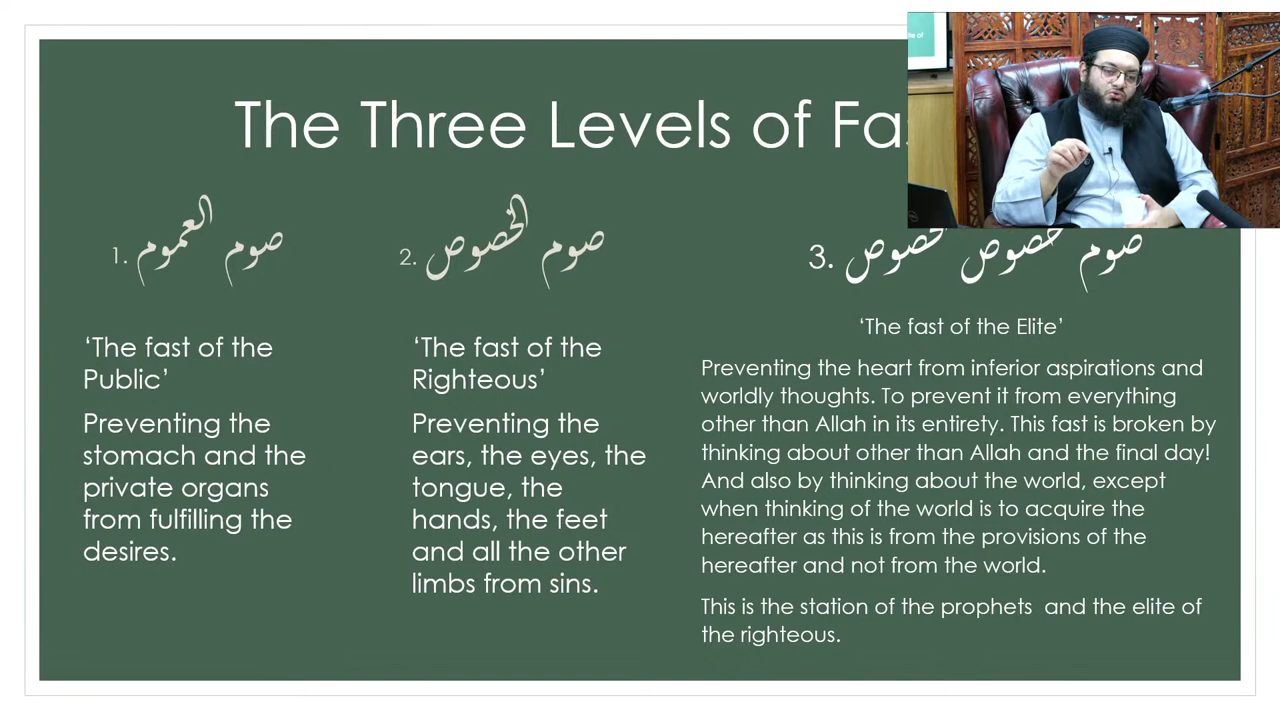 The Three Levels of Fa
1. صوم العموم
2. صوم الخصوص
3. صوم خصوص الخصوص
‘The fast of the
Public’
Preventing the
stomach and the
private organs
from fulfilling the
desires.
‘The fast of the
Righteous’
Preventing the
ears, the eyes, the
tongue, the
hands, the feet
and all the other
limbs from sins.
‘The fast of the Elite’
Preventing the heart from inferior aspirations and
worldly thoughts. To prevent it from everything
other than Allah in its entirety. This fast is broken by
thinking about other than Allah and the final day!
And also by thinking about the world, except
when thinking of the world is to acquire the
hereafter as this is from the provisions of the
hereafter and not from the world.
This is the station of the prophets and the elite of
the righteous.